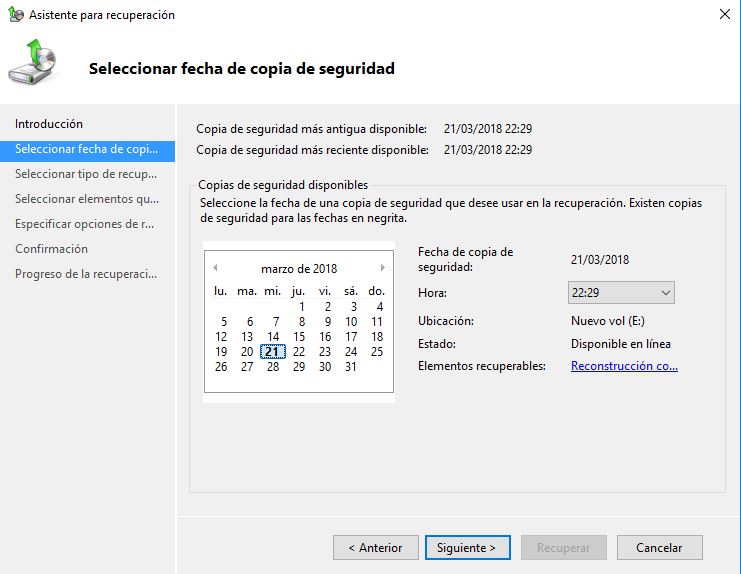 Asistente para recuperación
Seleccionar fecha de copia de seguridad
Introducción
Seleccionar fecha de copi...
Seleccionar tipo de recup...
Seleccionar elementos qu...
Especificar opciones de r...
Confirmación
Progreso de la recuperaci...
Copia de seguridad más antigua disponible: 21/03/2018 22:29
Copia de seguridad más reciente disponible: 21/03/2018 22:29
Copias de seguridad disponibles
Seleccione la fecha de una copia de seguridad que desee usar en la recuperación. Existen copias
de seguridad para las fechas en negrita.
marzo de 2018
lu. ma. mi. ju. vi. sá. do.
1 2 3 4
5 6 7 8 9 10 11
12 13 14 15 16 17 18
19 20 21 22 23 24 25
26 27 28 29 30 31
Fecha de copia de
seguridad: 21/03/2018
Hora: 22:29
Ubicación: Nuevo vol (E:)
Estado: Disponible en línea
Elementos recuperables: Reconstrucción co...
< Anterior Siguiente > Recuperar Cancelar